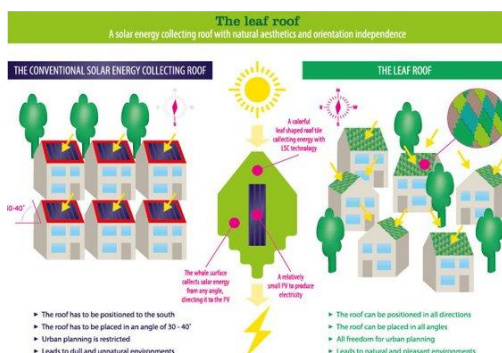 The leaf roof
A solar energy collecting roof with natural aesthetics and orientation independence
THE CONVENTIONAL SOLAR ENERGY COLLECTING ROOF
THE LEAF ROOF
A colorful
leaf shaped roof tile
collecting energy with
LSC technology
30-40°
The whole surface
collects solar energy
from any angle,
directing it to the PV
A relatively
small PV to produce
electricity
► The roof has to be positioned to the south
► The roof has to be placed in an angle of 30 - 40°
► Urban planning is restricted
► Leads to dull and unnatural environments
► The roof can be positioned in all directions
► The roof can be placed in all angles
► All freedom for urban planning
► Leads to natural and pleasant environments